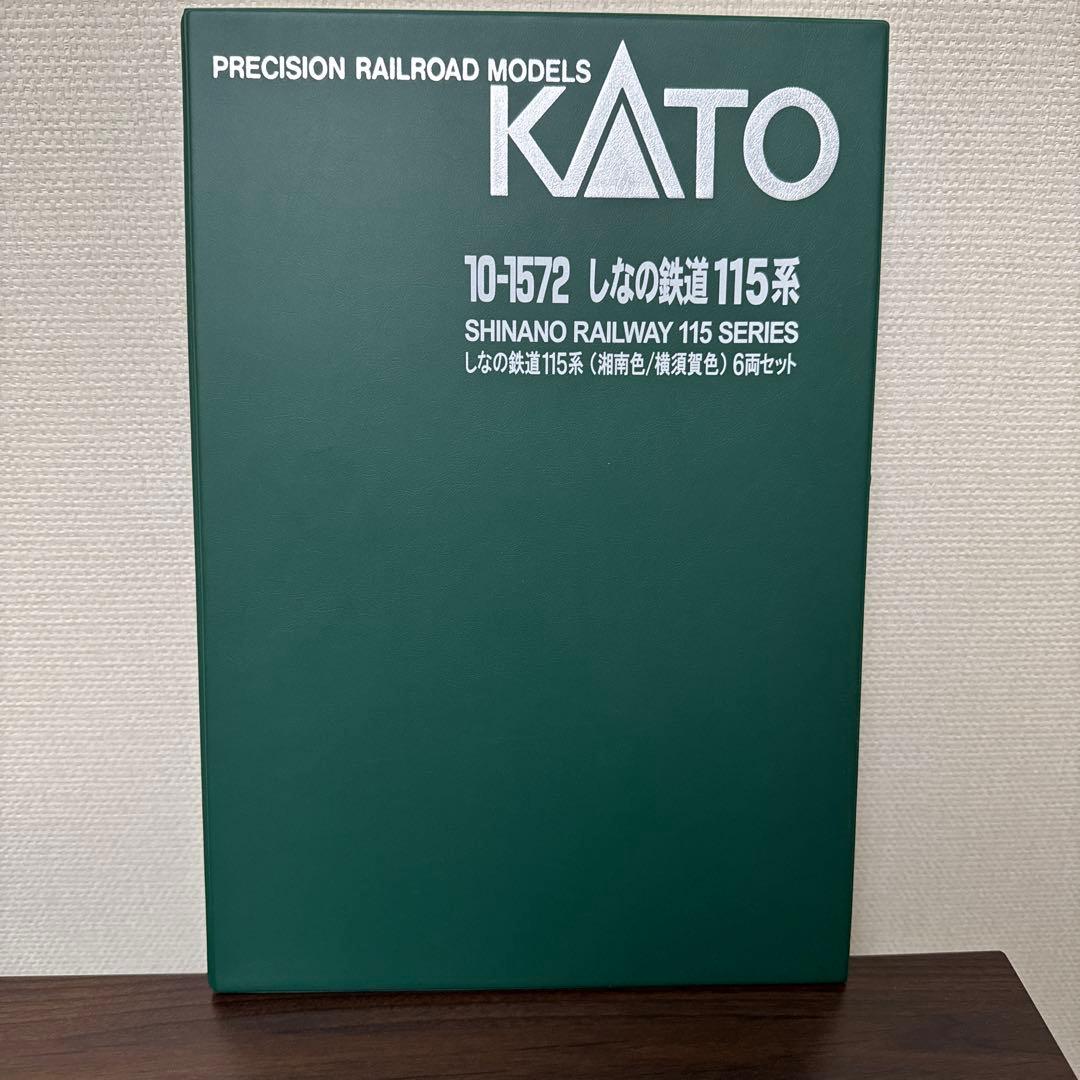 PRECISION RAILROAD MODELS
KATO
10-1572 しなの鉄道115系
SHINANO RAILWAY 115 SERIES
しなの鉄道115系(湘南色/横須賀色)6両セット